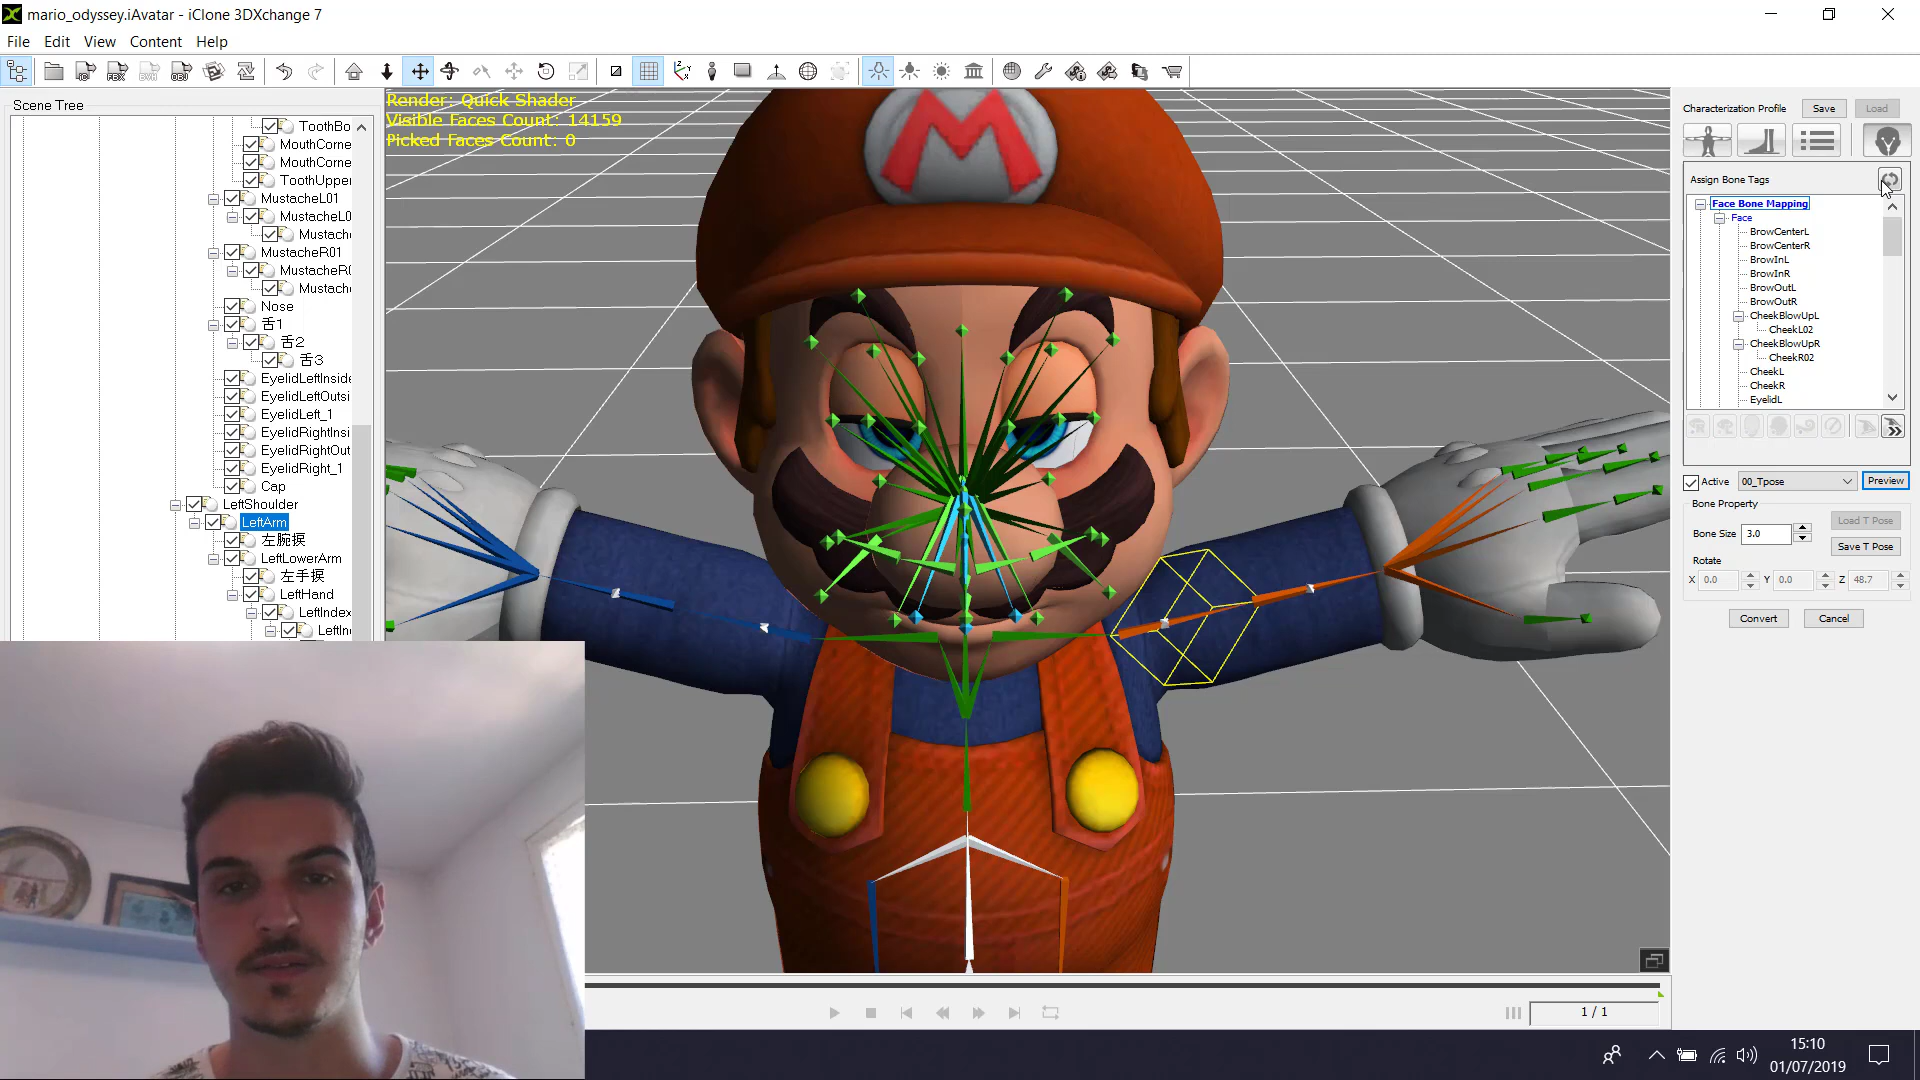 mario_odyssey.iAvatar - iClone 3DXchange 7
File Edit View Content Help
Scene Tree
ToothBo
MouthCorne
MouthCorne
ToothUpper
MustacheL01
MustacheL0
Mustach
MustacheR01
MustacheR0
Mustach
Nose
舌1
舌2
舌3
EyelidLeftInside
EyelidLeftOutsi
EyelidLeft_1
EyelidRightInsi
EyelidRightOut
EyelidRight_1
Cap
LeftShoulder
LeftArm
左腕捩
LeftLowerArm
左手捩
LeftHand
LeftIndex
LeftIn
Render: Quick Shader
Visible Faces Count: 14159
Picked Faces Count: 0
M
Characterization Profile Save Load
Assign Bone Tags
Face Bone Mapping
Face
BrowCenterL
BrowCenterR
BrowInL
BrowInR
BrowOutL
BrowOutR
CheekBlowUpL
CheekL02
CheekBlowUpR
CheekR02
CheekL
CheekR
EyelidL
Active 00_Tpose Preview
Bone Property
Load T Pose
Bone Size 3.0
Save T Pose
Rotate
X 0.0 Y 0.0 Z 48.7
Convert Cancel
1 / 1
15:10
01/07/2019